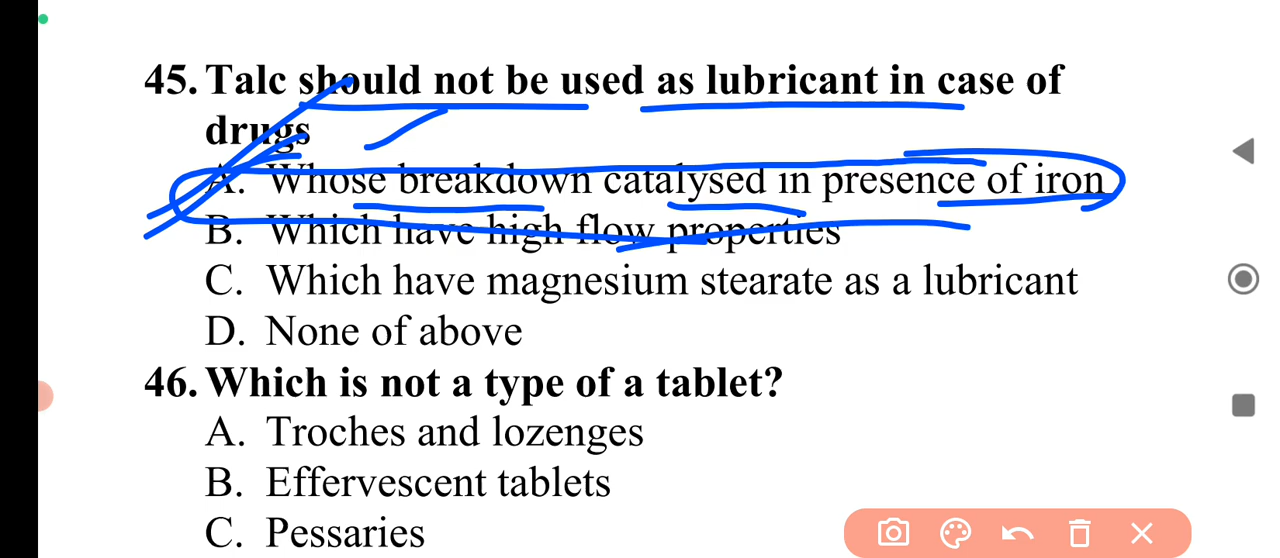 45. Talc should not be used as lubricant in case of
drugs
A. Whose breakdown catalysed in presence of iron
B. Which have high flow properties
C. Which have magnesium stearate as a lubricant
D. None of above
46. Which is not a type of a tablet?
A. Troches and lozenges
B. Effervescent tablets
C. Pessaries